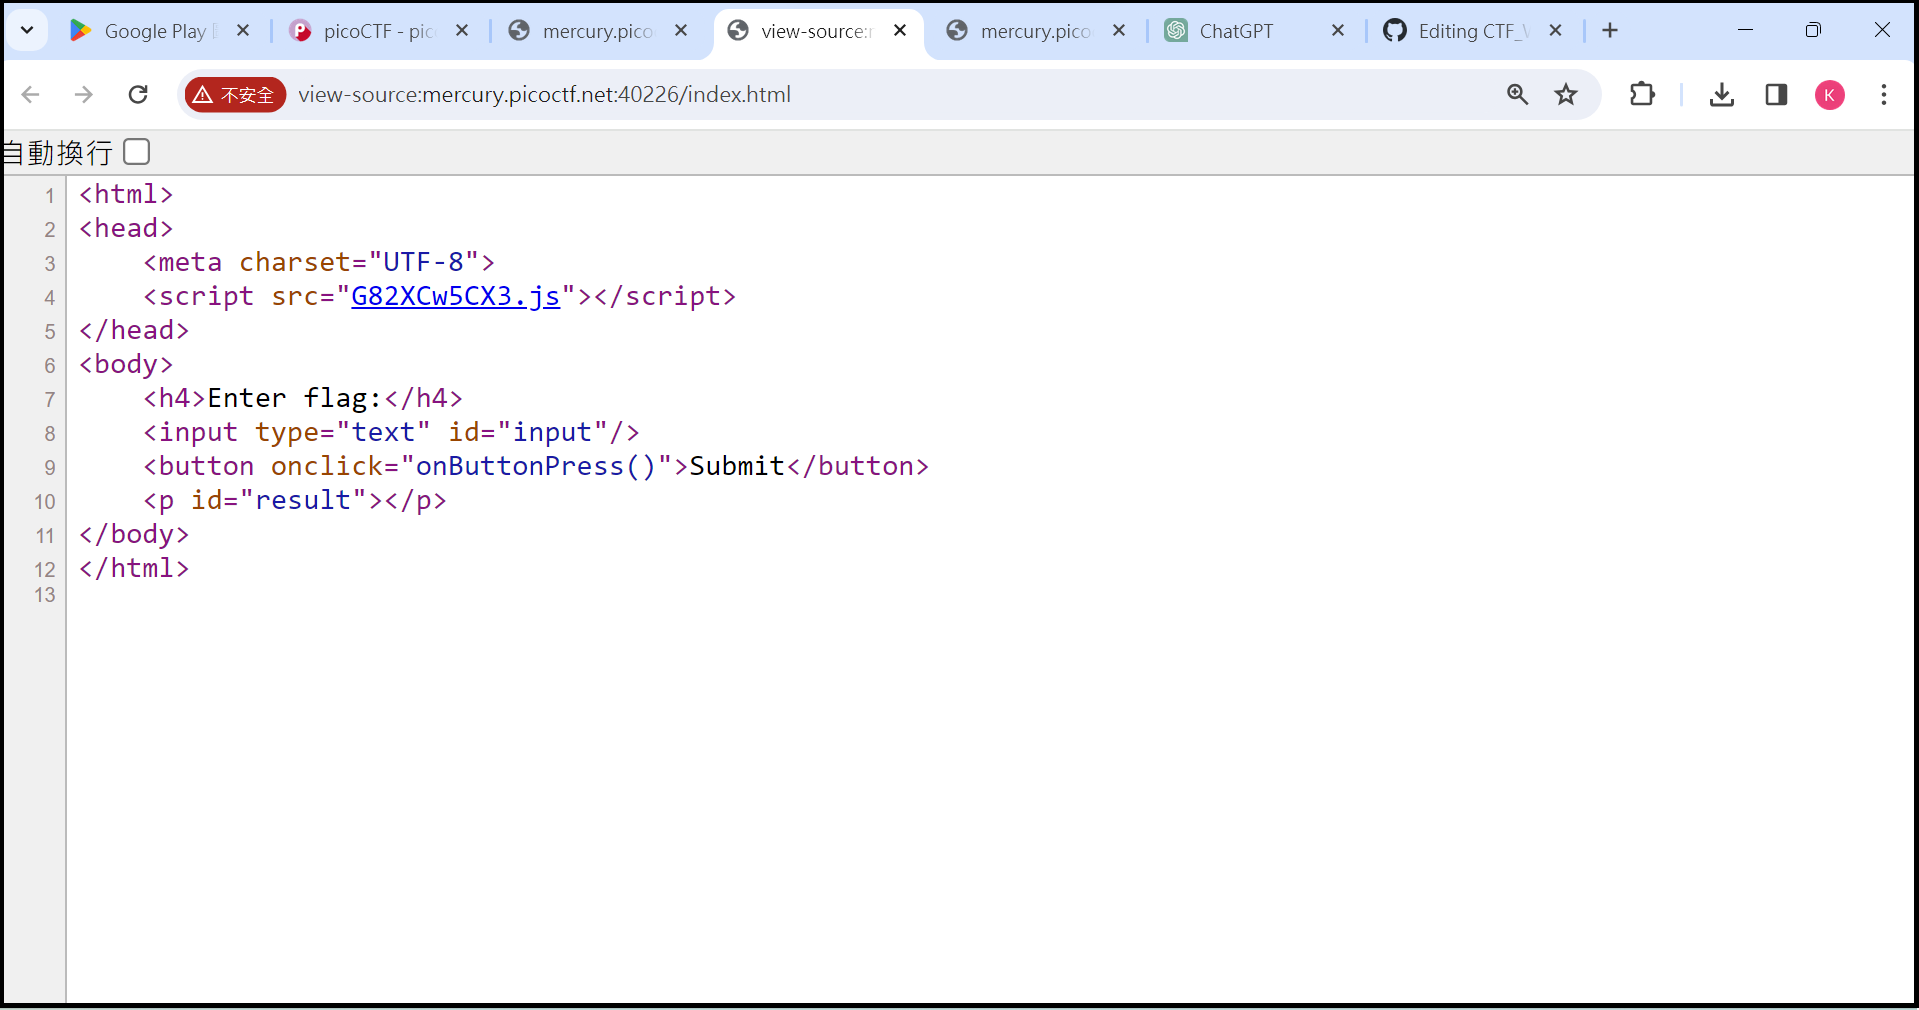 Google Play
picoCTF - pic
mercury.pico
view-source:
mercury.pico
ChatGPT
Editing CTF_
不安全 view-source:mercury.picoctf.net:40226/index.html
K
自動換行
1 <html>
2 <head>
3     <meta charset="UTF-8">
4     <script src="G82XCw5CX3.js"></script>
5 </head>
6 <body>
7     <h4>Enter flag:</h4>
8     <input type="text" id="input"/>
9     <button onclick="onButtonPress()">Submit</button>
10     <p id="result"></p>
11 </body>
12 </html>
13